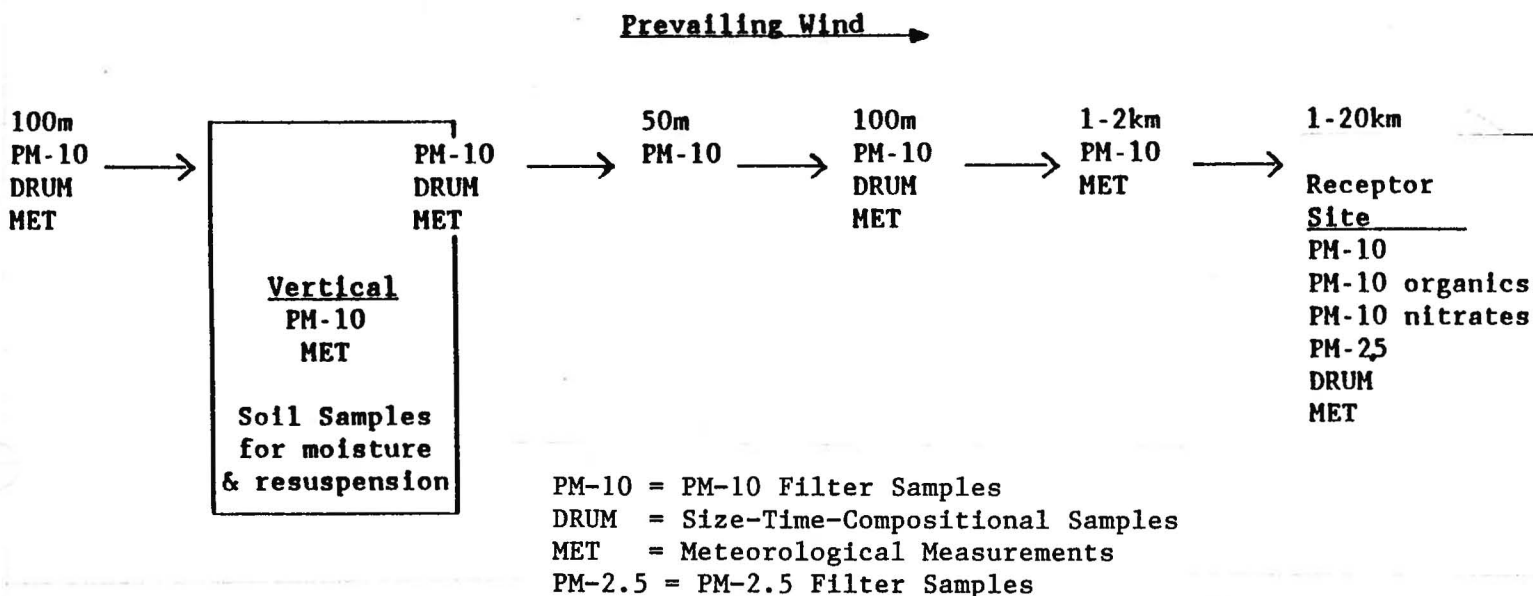 Prevailing Wind
100m
PM-10
DRUM
MET
PM-10
DRUM
MET
Vertical
PM-10
MET
Soil Samples
for moisture
& resuspension
50m
PM-10
100m
PM-10
DRUM
MET
1-2km
PM-10
MET
1-20km
Receptor
Site
PM-10
PM-10 organics
PM-10 nitrates
PM-2.5
DRUM
MET
PM-10 = PM-10 Filter Samples
DRUM = Size-Time-Compositional Samples
MET = Meteorological Measurements
PM-2.5 = PM-2.5 Filter Samples